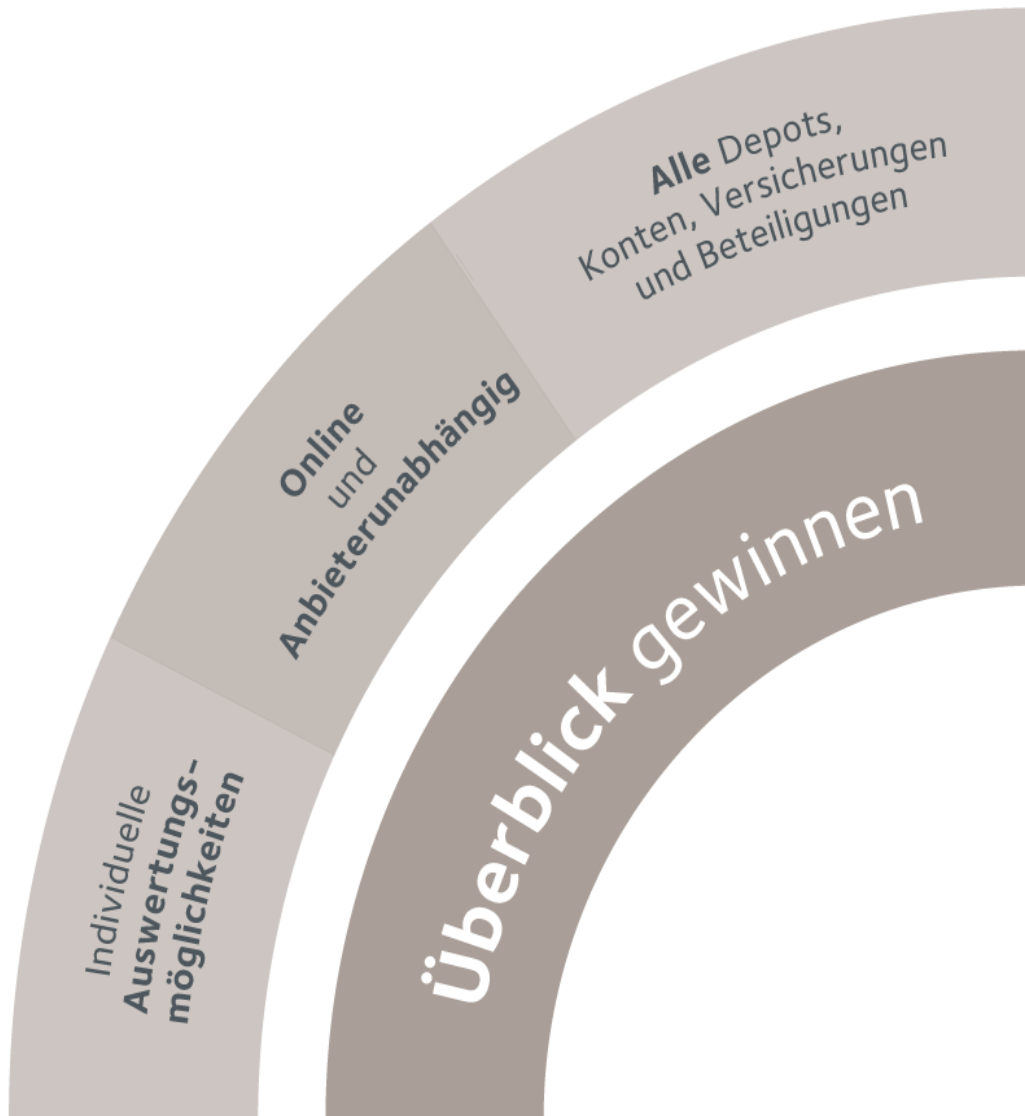 Alle Depots,
Konten, Versicherungen
und Beteiligungen
Online
und
Anbieterunabhängig
Individuelle
Auswertungs-
möglichkeiten
Überblick gewinnen